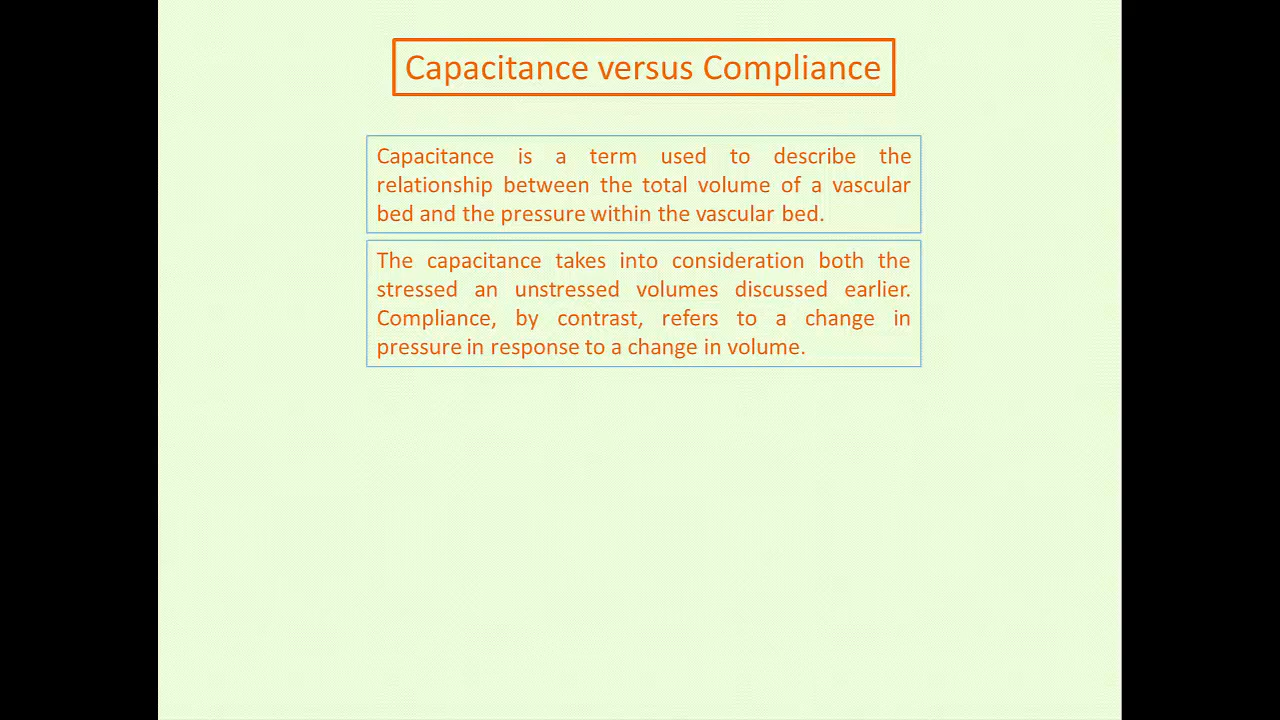 Capacitance versus Compliance
Capacitance is a term used to describe the
relationship between the total volume of a vascular
bed and the pressure within the vascular bed.
The capacitance takes into consideration both the
stressed an unstressed volumes discussed earlier.
Compliance, by contrast, refers to a change in
pressure in response to a change in volume.